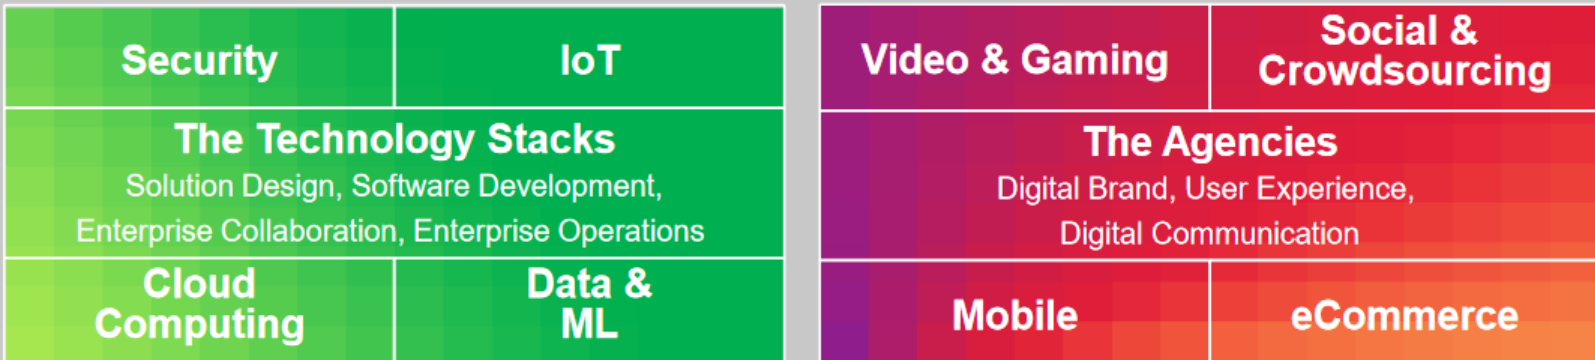 Security
IoT
The Technology Stacks
Solution Design, Software Development,
Enterprise Collaboration, Enterprise Operations
Cloud
Computing
Data &
ML
Video & Gaming
Social &
Crowdsourcing
The Agencies
Digital Brand, User Experience,
Digital Communication
Mobile
eCommerce